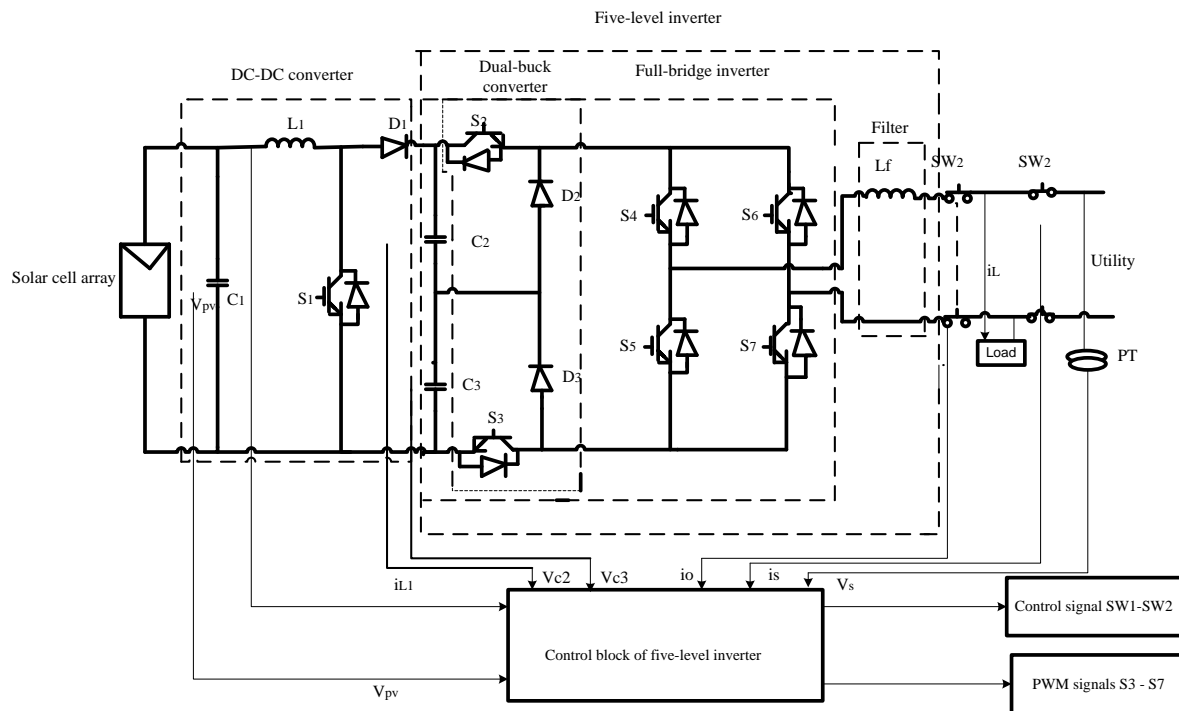 Five-level inverter
DC-DC converter
Dual-buck
converter
Full-bridge inverter
L1
D1
S2
Filter
Lf
SW2
SW2
D2
S4
S6
C2
Solar cell array
Vpv
C1
S1
iL
Utility
S5
S7
C3
D3
Load
PT
S3
iL1
Vc2
Vc3
io
is
Vs
Control signal SW1-SW2
Control block of five-level inverter
Vpv
PWM signals S3 - S7